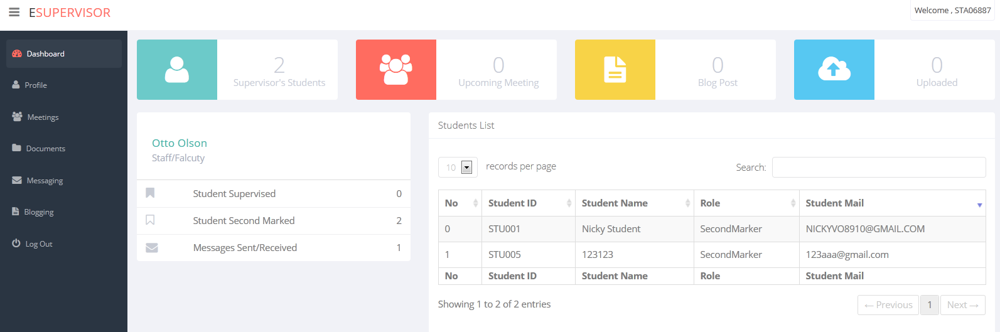 ESUPERVISOR
Welcome , STA06887
Dashboard
Profile
Meetings
Documents
Messaging
Blogging
Log Out
2
Supervisor's Students
0
Upcoming Meeting
0
Blog Post
0
Uploaded
Otto Olson
Staff/Falcuty
Student Supervised 0
Student Second Marked 2
Messages Sent/Received 1
Students List
10 records per page Search:
No Student ID Student Name Role Student Mail
0 STU001 Nicky Student SecondMarker NICKYVO8910@GMAIL.COM
1 STU005 123123 SecondMarker 123aaa@gmail.com
No Student ID Student Name Role Student Mail
Showing 1 to 2 of 2 entries ← Previous 1 Next →